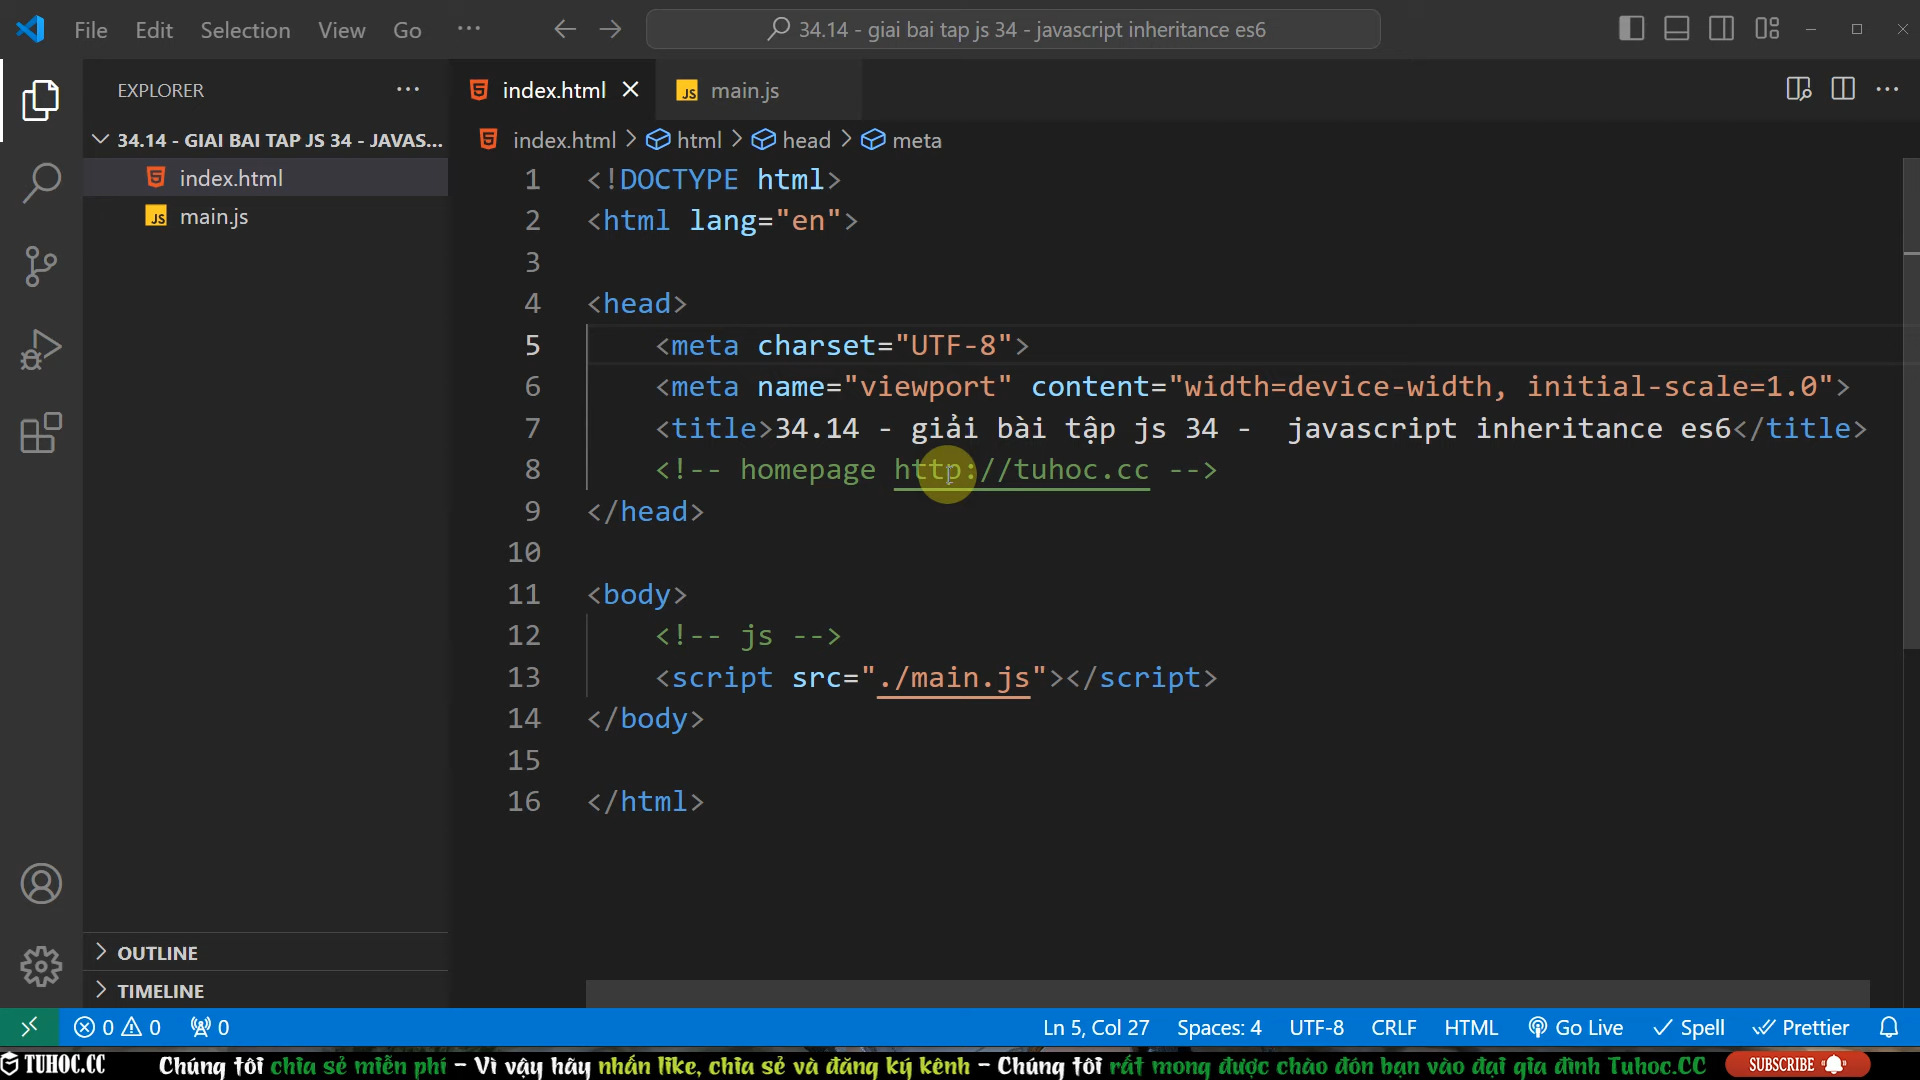 File Edit Selection View Go ··· 34.14 - giai bai tap js 34 - javascript inheritance es6
EXPLORER ···
34.14 - GIAI BAI TAP JS 34 - JAVAS...
index.html
JS main.js
index.html JS main.js
index.html > html > head > meta
1 <!DOCTYPE html>
2 <html lang="en">
3
4 <head>
5 <meta charset="UTF-8">
6 <meta name="viewport" content="width=device-width, initial-scale=1.0">
7 <title>34.14 - giải bài tập js 34 -  javascript inheritance es6</title>
8 <!-- homepage http://tuhoc.cc -->
9 </head>
10
11 <body>
12 <!-- js -->
13 <script src="./main.js"></script>
14 </body>
15
16 </html>
OUTLINE
TIMELINE
0 0 0 Ln 5, Col 27 Spaces: 4 UTF-8 CRLF HTML Go Live Spell Prettier
TUHOC.CC Chúng tôi chia sẻ miễn phí - Vì vậy hãy nhấn like, chia sẻ và đăng ký kênh - Chúng tôi rất mong được chào đón bạn vào đại gia đình Tuhoc.CC SUBSCRIBE